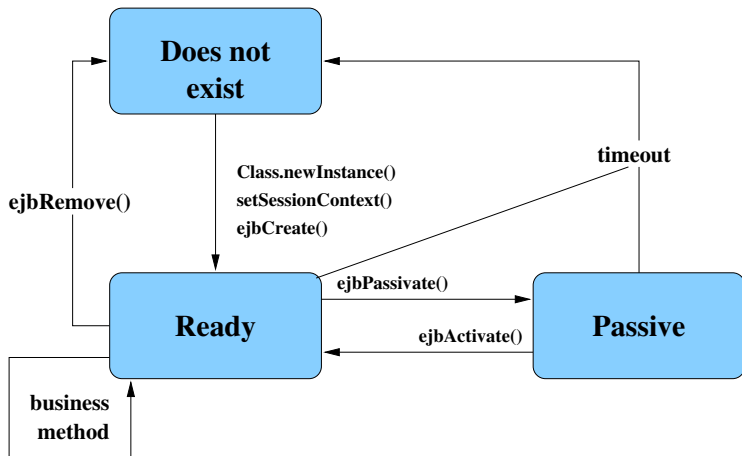 Does not
exist
Class.newInstance()
setSessionContext()
ejbCreate()
timeout
ejbRemove()
ejbPassivate()
Ready
Passive
ejbActivate()
business
method